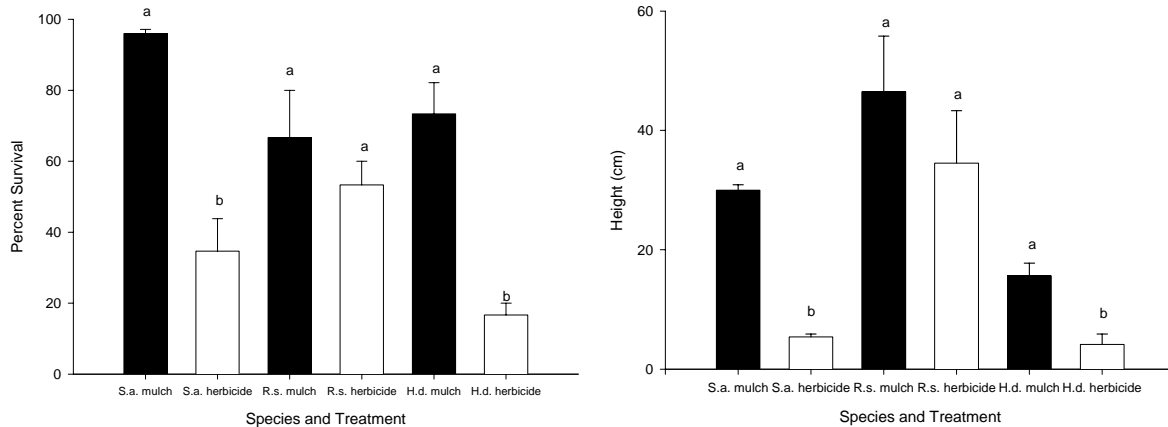 100
80
60
40
20
0
Percent Survival
a
b
a
a
a
b
S.a. mulch S.a. herbicide R.s. mulch R.s. herbicide H.d. mulch H.d. herbicide
Species and Treatment
60
40
20
0
Height (cm)
a
b
a
a
a
b
S.a. mulch S.a. herbicide R.s. mulch R.s. herbicide H.d. mulch H.d. herbicide
Species and Treatment